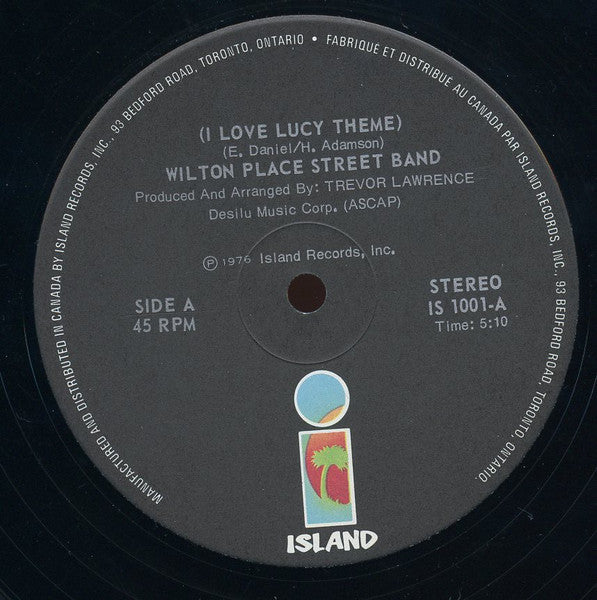 MANUFACTURED AND DISTRIBUTED IN CANADA BY ISLAND RECORDS, INC., 93 BEDFORD ROAD, TORONTO, ONTARIO • FABRIQUÉ ET DISTRIBUÉ AU CANADA PAR ISLAND RECORDS, INC., 93 BEDFORD ROAD, TORONTO, ONTARIO.
(I LOVE LUCY THEME)
(E. Daniel/H. Adamson)
WILTON PLACE STREET BAND
Produced And Arranged By: TREVOR LAWRENCE
Desilu Music Corp. (ASCAP)
Ⓟ 1976 Island Records, Inc.
SIDE A
45 RPM
STEREO
IS 1001-A
Time: 5:10
ISLAND